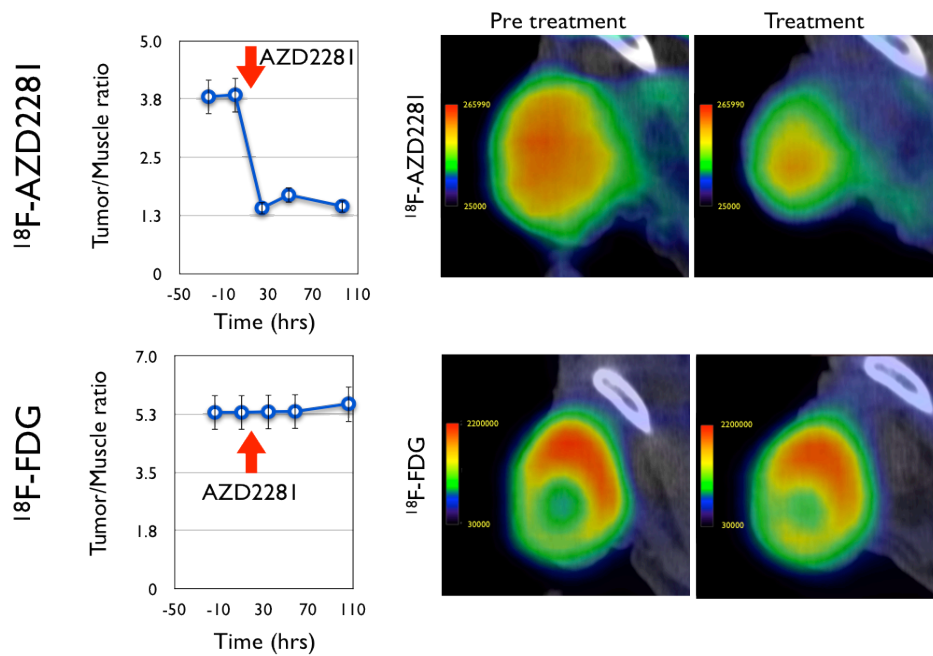 Pre treatment
Treatment
18F-AZD2281
Tumor/Muscle ratio
5.0
3.8
2.5
1.3
0
AZD2281
-50 -10 30 70 110
Time (hrs)
18F-AZD2281
265990
25000
265990
25000
18F-FDG
Tumor/Muscle ratio
7.0
5.3
3.5
1.8
0
AZD2281
-50 -10 30 70 110
Time (hrs)
18F-FDG
2200000
30000
2200000
30000